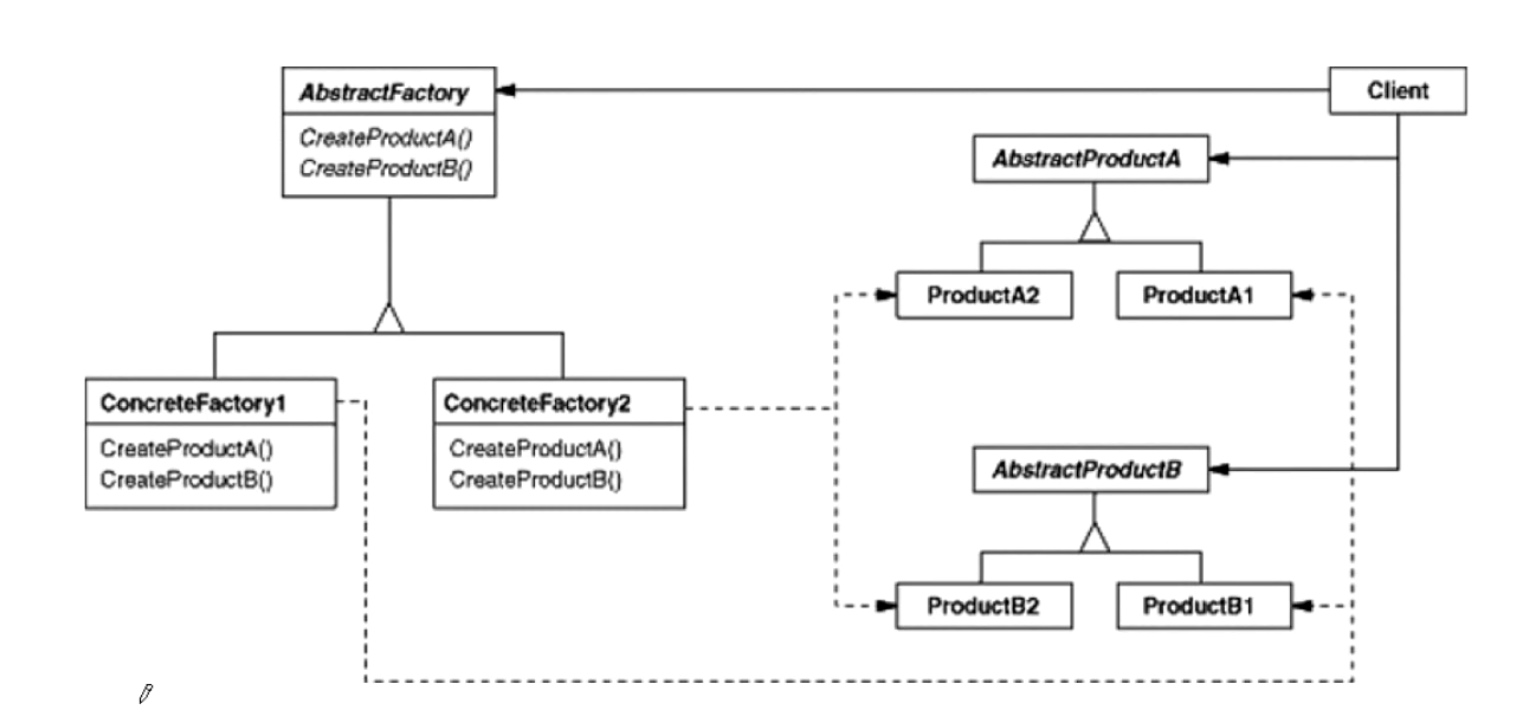 AbstractFactory
CreateProductA()
CreateProductB()
Client
AbstractProductA
ProductA2
ProductA1
ConcreteFactory1
CreateProductA()
CreateProductB()
ConcreteFactory2
CreateProductA()
CreateProductB()
AbstractProductB
ProductB2
ProductB1